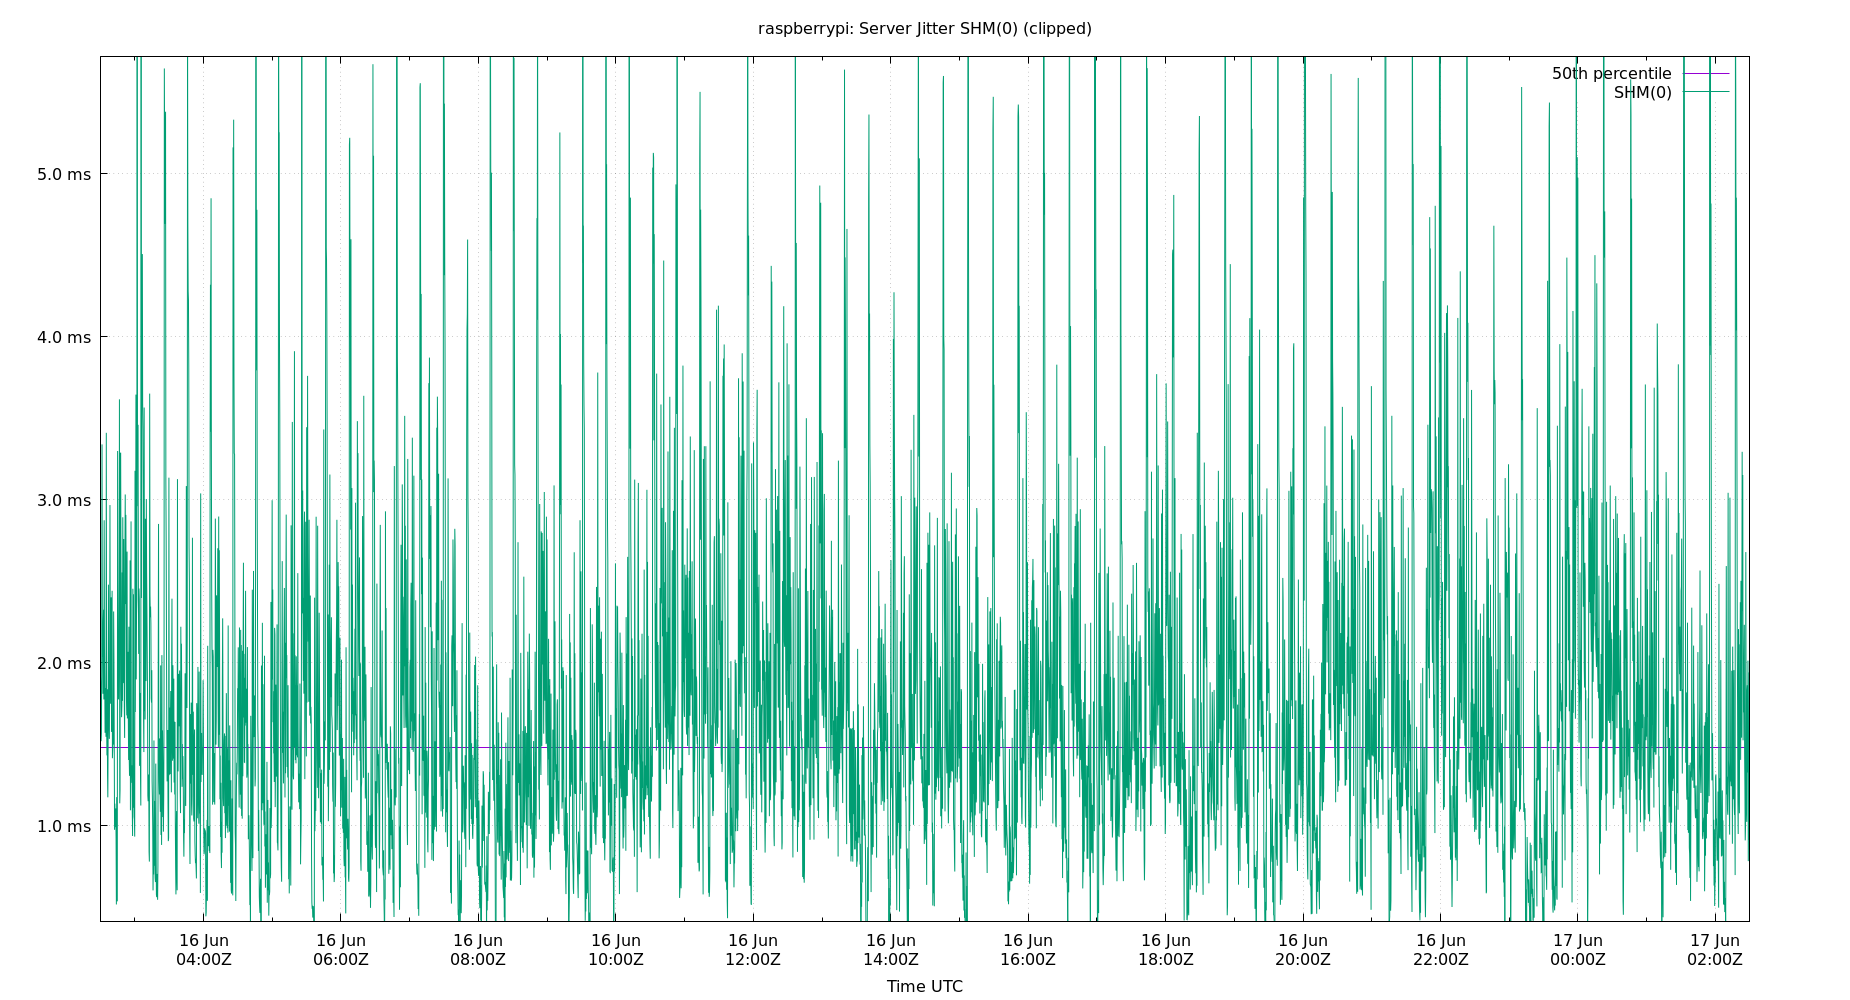 raspberrypi: Server Jitter SHM(0) (clipped)
50th percentile
SHM(0)
5.0 ms
4.0 ms
3.0 ms
2.0 ms
1.0 ms
16 Jun 16 Jun 16 Jun 16 Jun 16 Jun 16 Jun 16 Jun 16 Jun 16 Jun 16 Jun 17 Jun 17 Jun
04:00Z 06:00Z 08:00Z 10:00Z 12:00Z 14:00Z 16:00Z 18:00Z 20:00Z 22:00Z 00:00Z 02:00Z
Time UTC